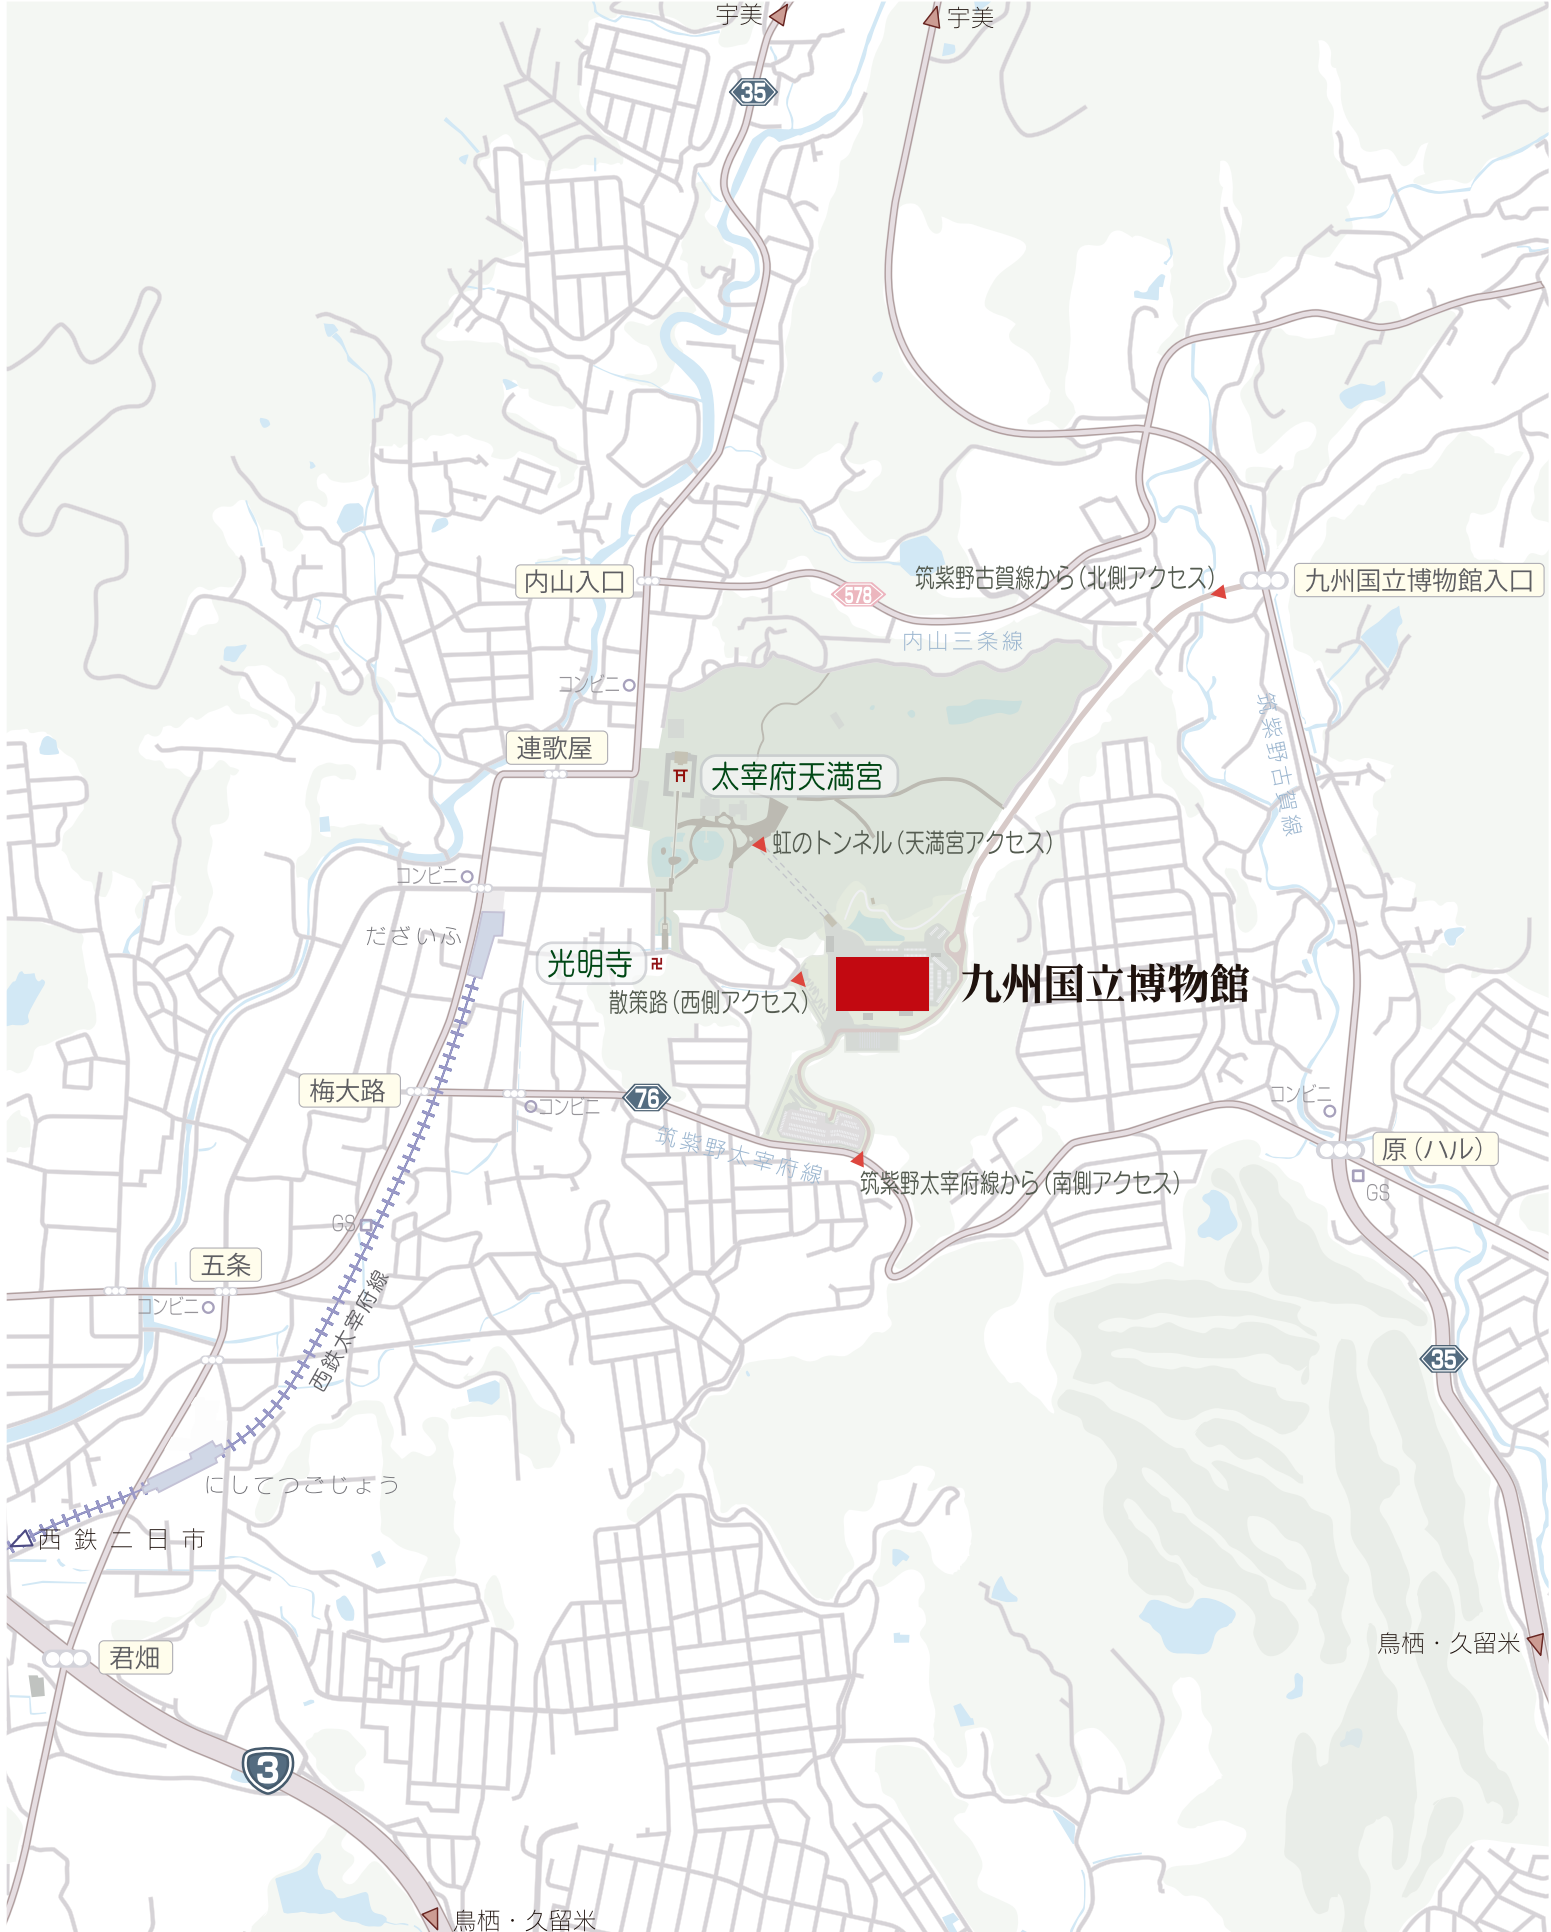 宇美
宇美
35
内山入口
578
筑紫野古賀線から（北側アクセス）
九州国立博物館入口
内山三条線
コンビニ
筑紫野古賀線
連歌屋
太宰府天満宮
虹のトンネル（天満宮アクセス）
コンビニ
だざいふ
光明寺
卍
九州国立博物館
散策路（西側アクセス）
梅大路
76
コンビニ
コンビニ
筑紫野太宰府線
原（ハル）
筑紫野太宰府線から（南側アクセス）
GS
GS
五条
コンビニ
西鉄太宰府線
35
にしてつごじょう
西鉄二日市
鳥栖・久留米
君畑
3
鳥栖・久留米